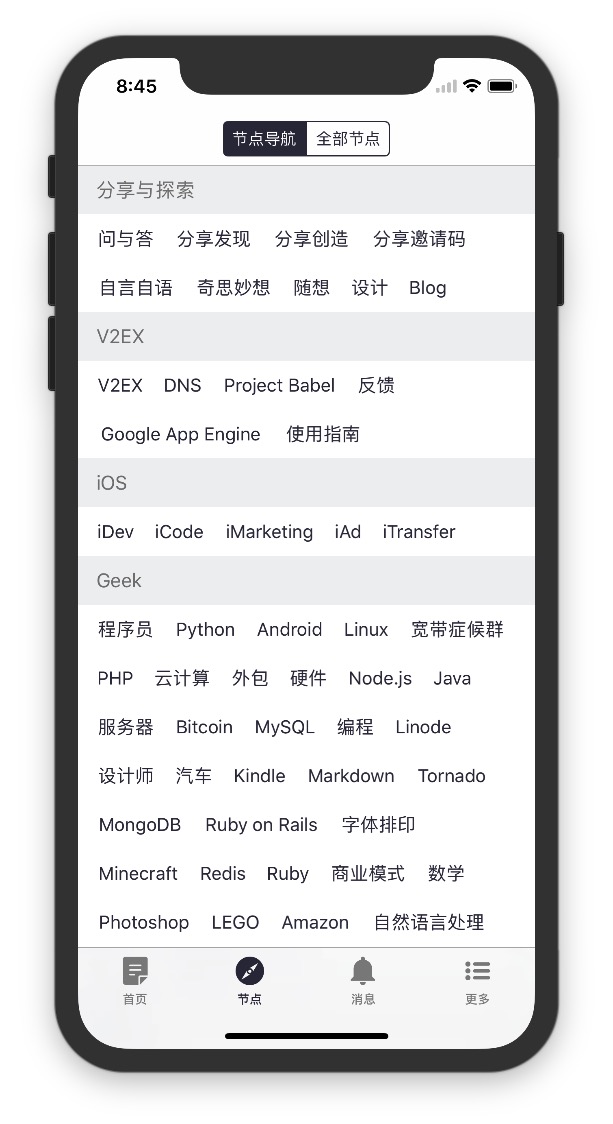 8:45
节点导航 全部节点
分享与探索
问与答 分享发现 分享创造 分享邀请码
自言自语 奇思妙想 随想 设计 Blog
V2EX
V2EX DNS Project Babel 反馈
Google App Engine 使用指南
iOS
iDev iCode iMarketing iAd iTransfer
Geek
程序员 Python Android Linux 宽带症候群
PHP 云计算 外包 硬件 Node.js Java
服务器 Bitcoin MySQL 编程 Linode
设计师 汽车 Kindle Markdown Tornado
MongoDB Ruby on Rails 字体排印
Minecraft Redis Ruby 商业模式 数学
Photoshop LEGO Amazon 自然语言处理
首页 节点 消息 更多